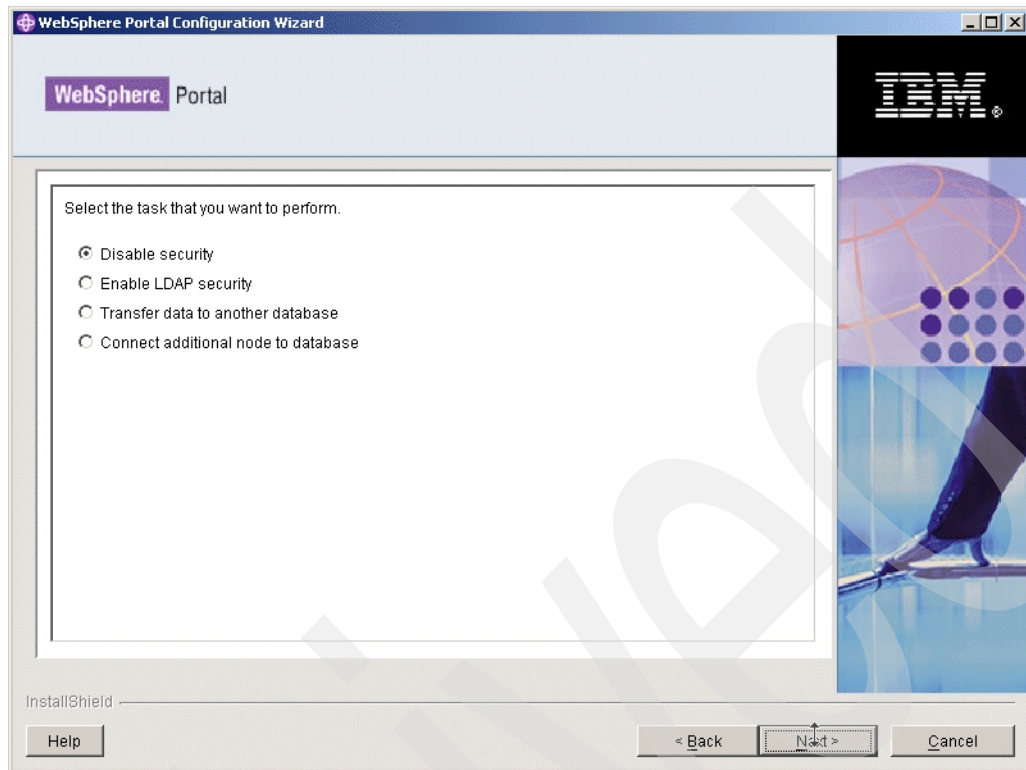 WebSphere Portal Configuration Wizard
WebSphere. Portal
IBM®
Select the task that you want to perform.
Disable security
Enable LDAP security
Transfer data to another database
Connect additional node to database
InstallShield
Help
< Back
Next >
Cancel